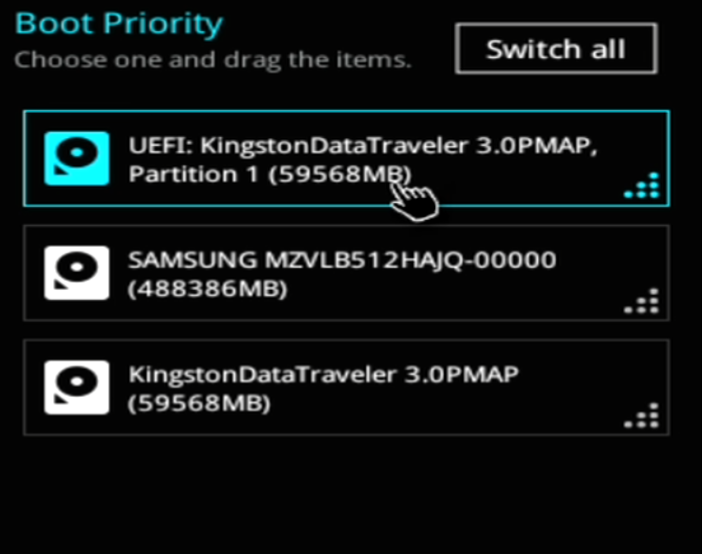 Boot Priority
Choose one and drag the items.
Switch all
UEFI: KingstonDataTraveler 3.0PMAP,
Partition 1 (59568MB)
SAMSUNG MZVLB512HAJQ-00000
(488386MB)
KingstonDataTraveler 3.0PMAP
(59568MB)